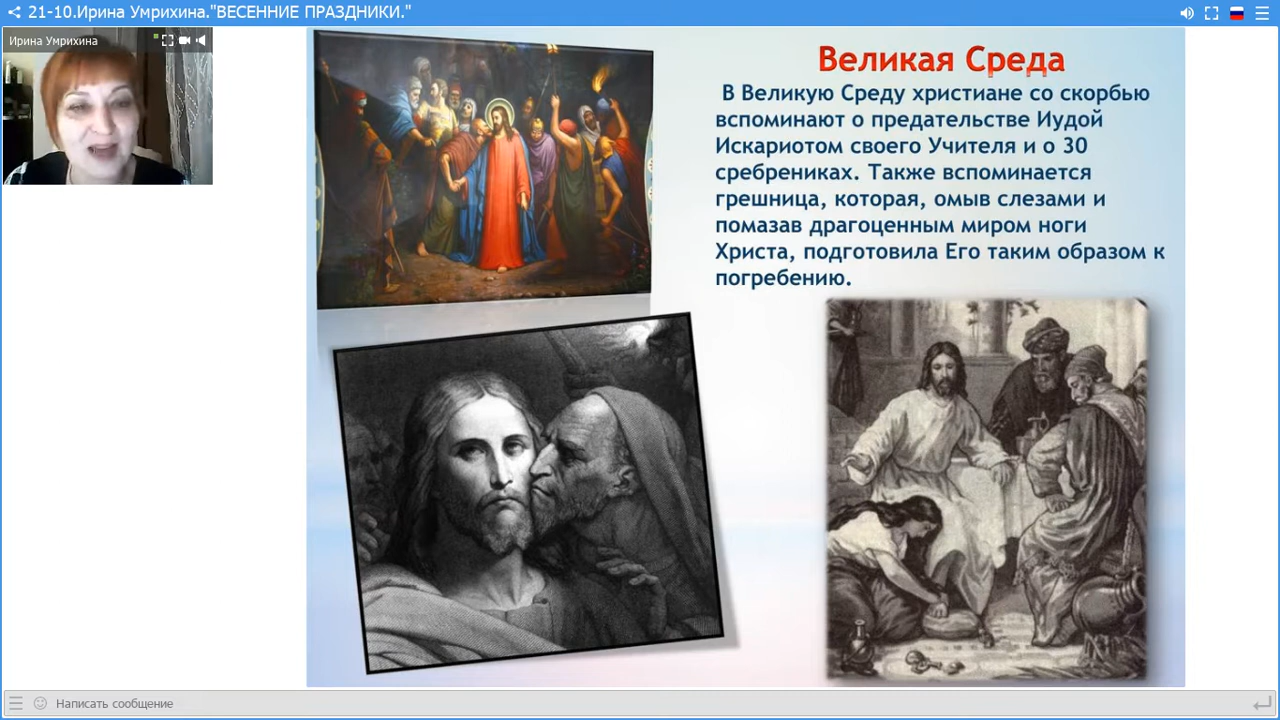 21-10.Ирина Умрихина."ВЕСЕННИЕ ПРАЗДНИКИ."
Ирина Умрихина
Великая Среда
В Великую Среду христиане со скорбью
вспоминают о предательстве Иудой
Искариотом своего Учителя и о 30
сребрениках. Также вспоминается
грешница, которая, омыв слезами и
помазав драгоценным миром ноги
Христа, подготовила Его таким образом к
погребению.
Написать сообщение